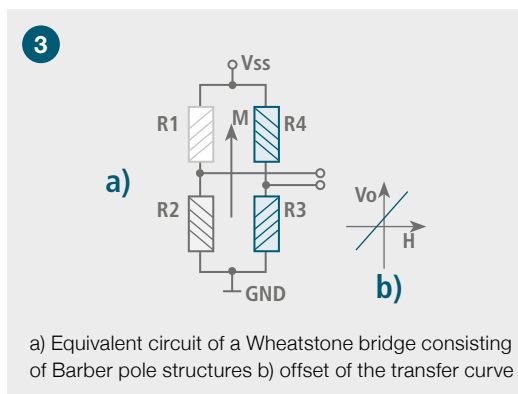 3
Vss
R1
M
R4
a)
R2
R3
Vo
H
GND
b)
a) Equivalent circuit of a Wheatstone bridge consisting
of Barber pole structures b) offset of the transfer curve